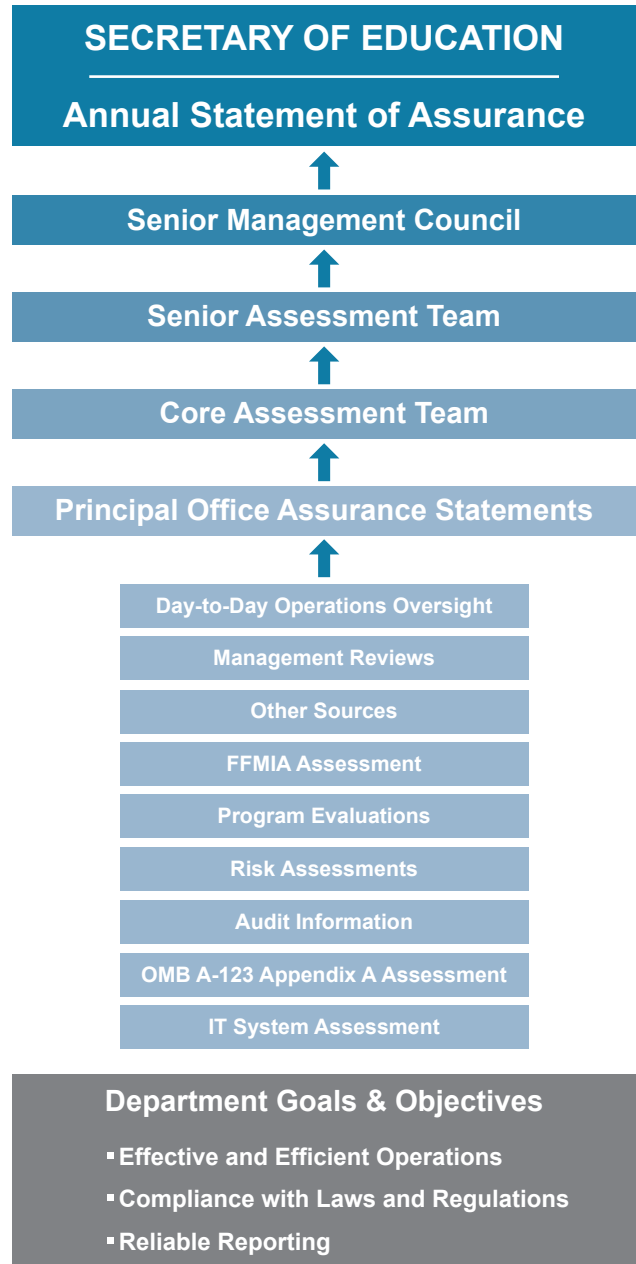 SECRETARY OF EDUCATION
Annual Statement of Assurance
Senior Management Council
Senior Assessment Team
Core Assessment Team
Principal Office Assurance Statements
Day-to-Day Operations Oversight
Management Reviews
Other Sources
FFMIA Assessment
Program Evaluations
Risk Assessments
Audit Information
OMB A-123 Appendix A Assessment
IT System Assessment
Department Goals & Objectives
▪ Effective and Efficient Operations
▪ Compliance with Laws and Regulations
▪ Reliable Reporting